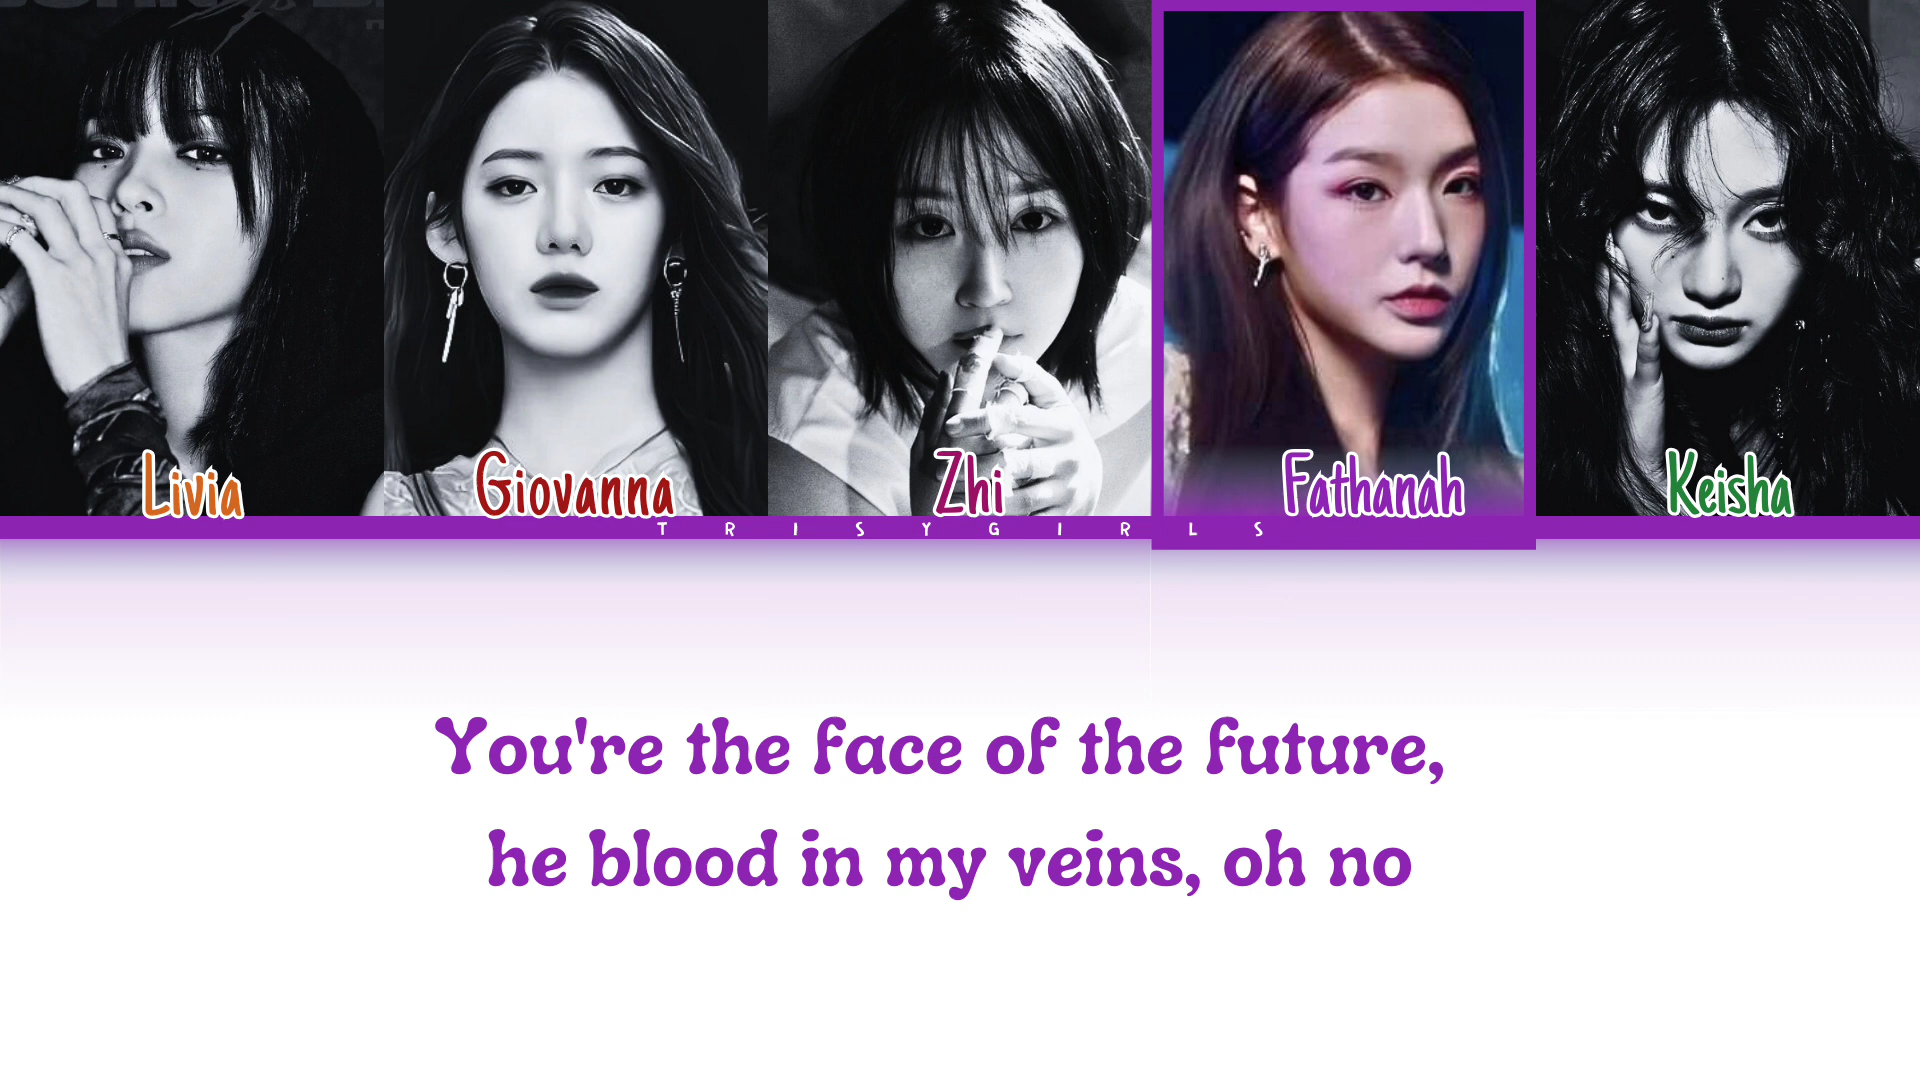 Livia
Giovanna
Zhi
Fathanah
Keisha
TRISYGIRLS
You're the face of the future,
he blood in my veins, oh no